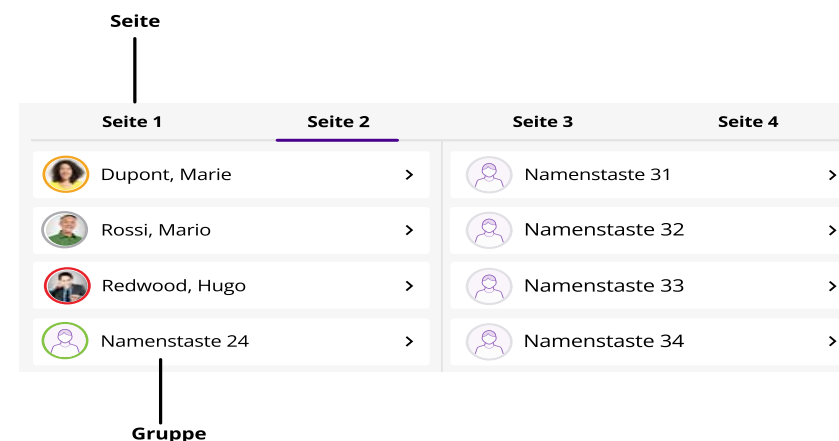 Seite
Seite 1 Seite 2 Seite 3 Seite 4
Dupont, Marie Namenstaste 31
Rossi, Mario Namenstaste 32
Redwood, Hugo Namenstaste 33
Namenstaste 24 Namenstaste 34
Gruppe